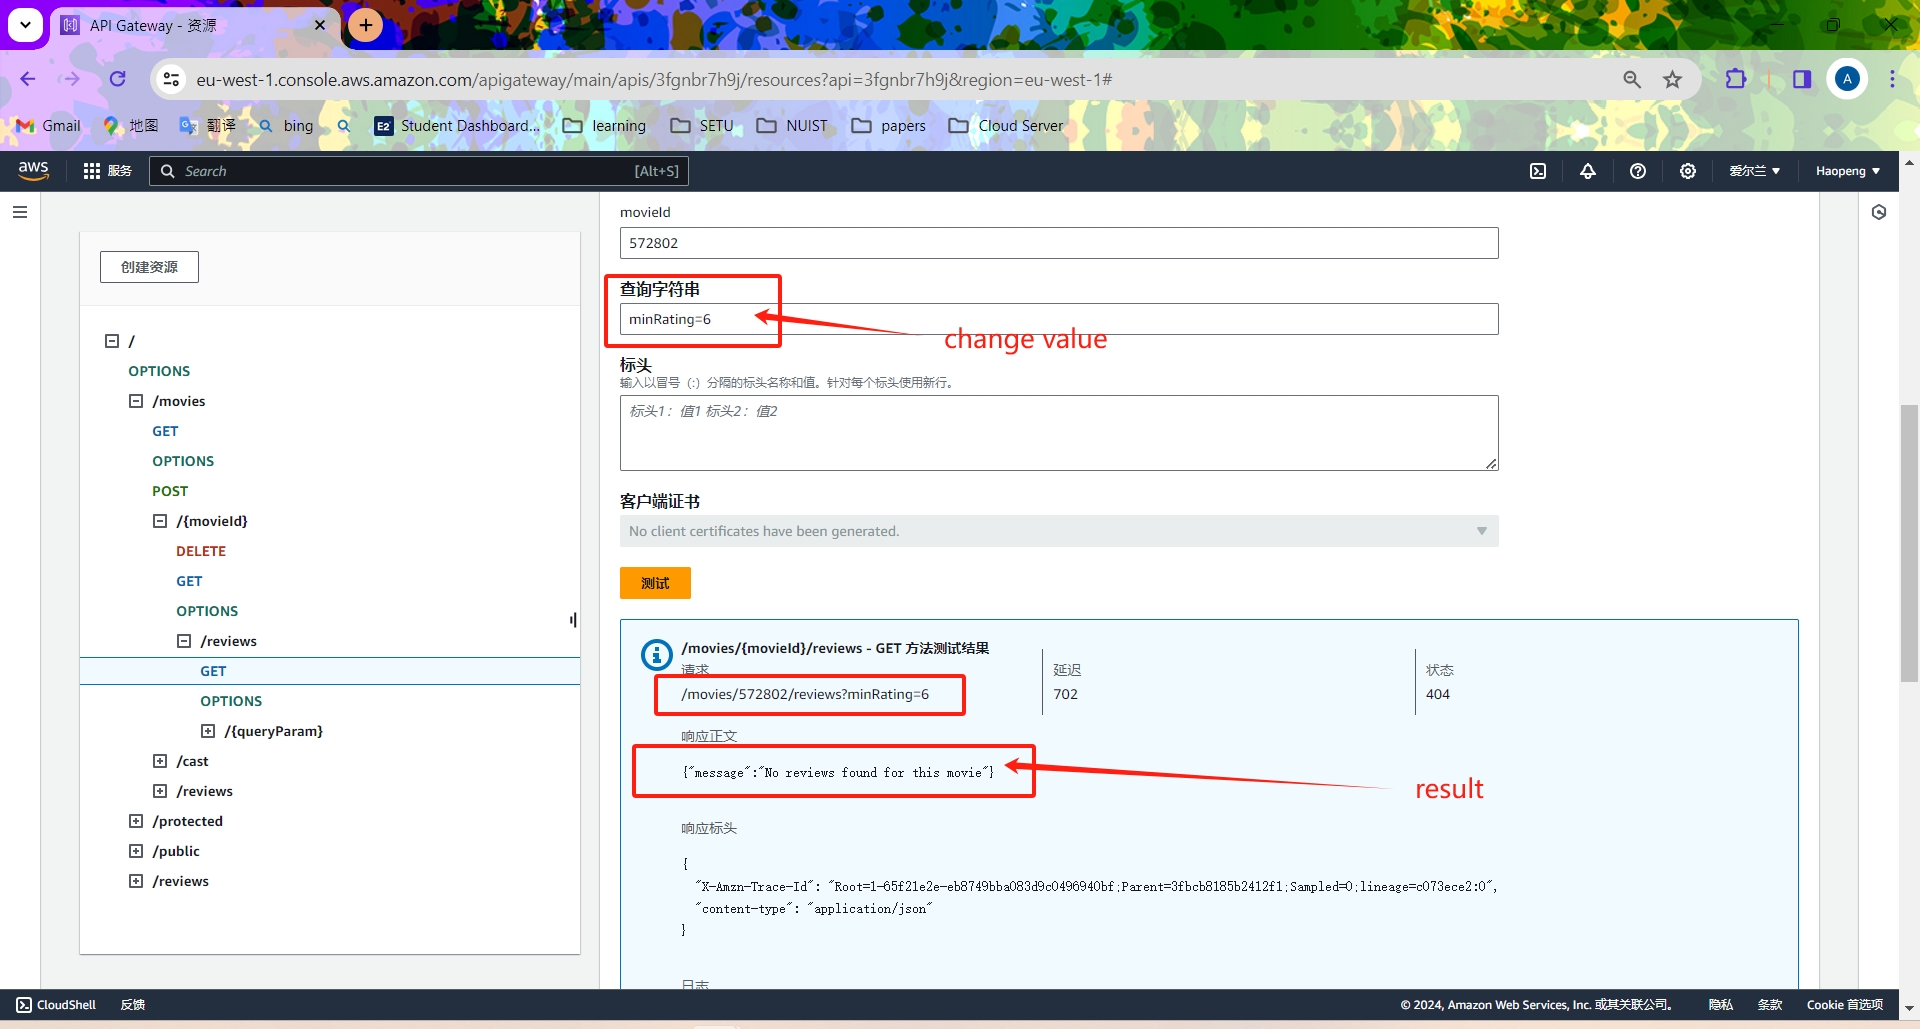 API Gateway - 资源
eu-west-1.console.aws.amazon.com/apigateway/main/apis/3fgnbr7h9j/resources?api=3fgnbr7h9j&region=eu-west-1#
A
Gmail 地图 翻译 bing E2 Student Dashboard... learning SETU NUIST papers Cloud Server
aws 服务 Search [Alt+S] 爱尔兰 Haopeng
创建资源
/
OPTIONS
/movies
GET
OPTIONS
POST
/{movieId}
DELETE
GET
OPTIONS
/reviews
GET
OPTIONS
/{queryParam}
/cast
/reviews
/protected
/public
/reviews
movieId
572802
查询字符串
minRating=6
change value
标头
输入以冒号（:）分隔的标头名称和值。针对每个标头使用新行。
标头1：值1 标头2：值2
客户端证书
No client certificates have been generated.
测试
/movies/{movieId}/reviews - GET 方法测试结果
请求
/movies/572802/reviews?minRating=6
延迟
702
状态
404
响应正文
{"message":"No reviews found for this movie"}
result
响应标头
{
"X-Amzn-Trace-Id": "Root=1-65f21e2e-eb8749bba083d9c0496940bf;Parent=3fbcb8185b2412f1;Sampled=0;lineage=c073ece2:0",
"content-type": "application/json"
}
日志
CloudShell 反馈 © 2024, Amazon Web Services, Inc. 或其关联公司。 隐私 条款 Cookie 首选项